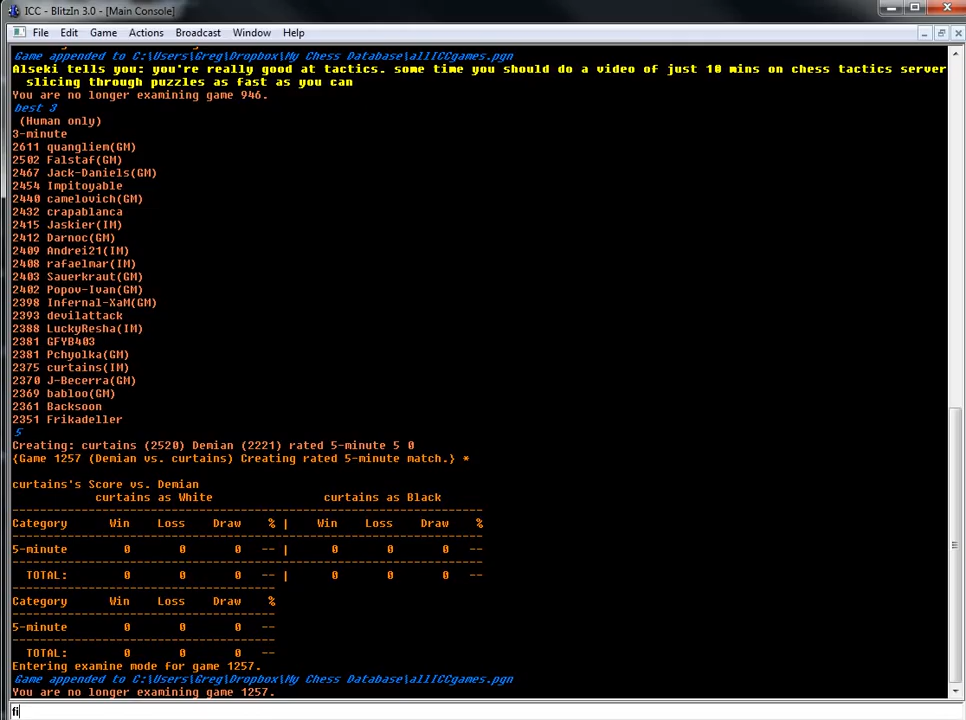 ICC - BlitzIn 3.0 - [Main Console]
File Edit Game Actions Broadcast Window Help
Game appended to C:\Users\Greg\Dropbox\My Chess Database\allICCgames.pgn
Alseki tells you: you're really good at tactics. some time you should do a video of just 10 mins on chess tactics server
slicing through puzzles as fast as you can
You are no longer examining game 946.
best 3
(Human only)
3-minute
2611 quangliem(GM)
2502 Falstaf(GM)
2467 Jack-Daniels(GM)
2454 Impitoyable
2440 camelovich(GM)
2432 crapablanca
2415 Jaskier(IM)
2412 Darnoc(GM)
2409 Andrei21(IM)
2408 rafaelmar(IM)
2403 Sauerkraut(GM)
2402 Popov-Ivan(GM)
2398 Infernal-XaM(GM)
2393 devilattack
2388 LuckyResha(IM)
2381 GFYB403
2381 Pchyolka(GM)
2375 curtains(IM)
2370 J-Becerra(GM)
2369 babloo(GM)
2361 Backsoon
2351 Frikadeller
5
Creating: curtains (2520) Demian (2221) rated 5-minute 5 0
{Game 1257 (Demian vs. curtains) Creating rated 5-minute match.} *
curtains's Score vs. Demian
curtains as White curtains as Black
------------------------------------------------------------
Category Win Loss Draw % | Win Loss Draw %
------------------------------------------------------------
5-minute 0 0 0 -- | 0 0 0 --
------------------------------------------------------------
TOTAL: 0 0 0 -- | 0 0 0 --
---------------------------------
Category Win Loss Draw %
---------------------------------
5-minute 0 0 0 --
---------------------------------
TOTAL: 0 0 0 --
Entering examine mode for game 1257.
Game appended to C:\Users\Greg\Dropbox\My Chess Database\allICCgames.pgn
You are no longer examining game 1257.
fi